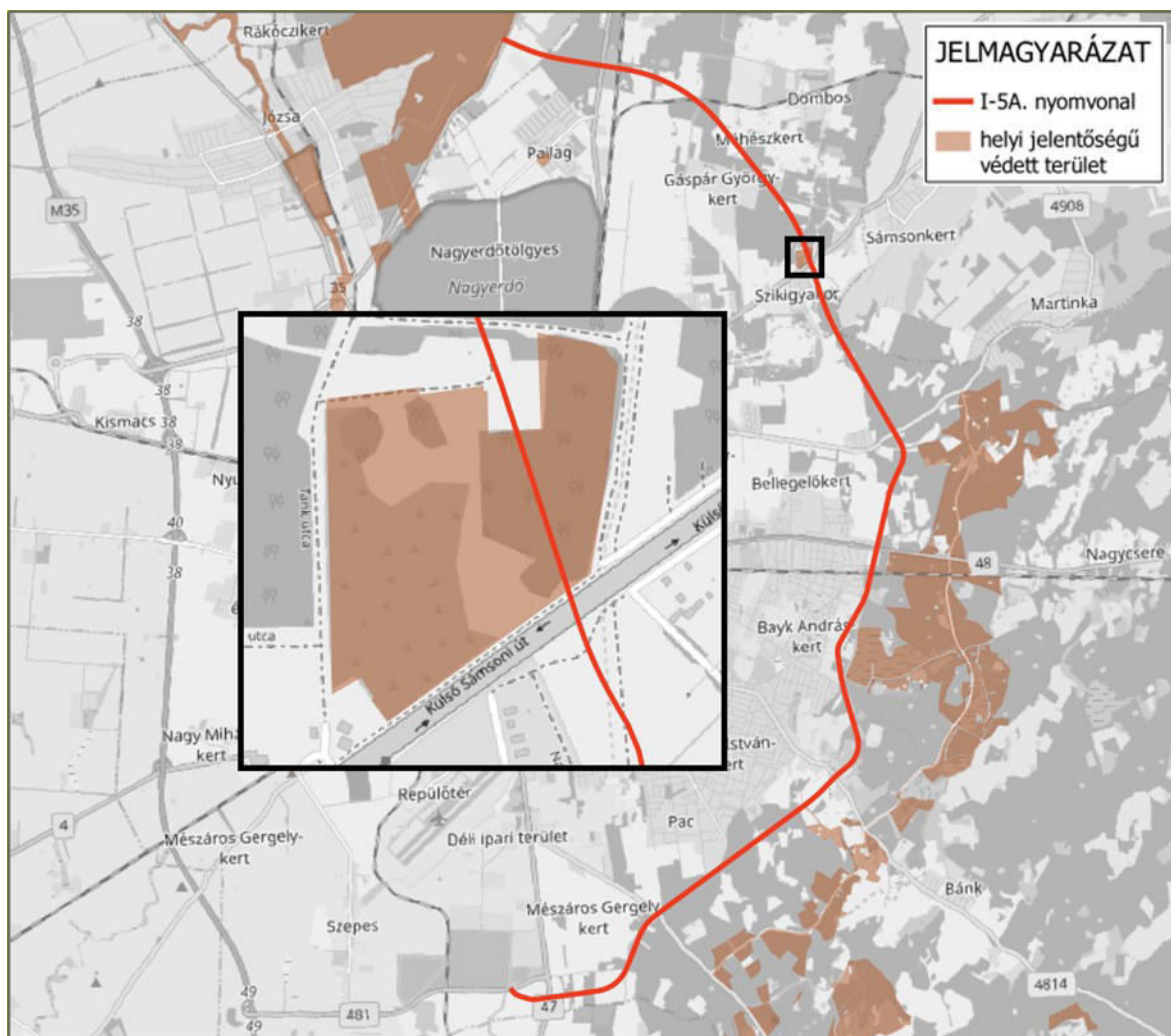 JELMAGYARÁZAT
I-5A. nyomvonal
helyi jelentőségű
védett terület
Rákóczikert
Józsa
Pallag
Dombos
Méhészkert
Gáspár György-
kert
4908
M35
Sámsonkert
Nagyerdőtölgyes
Nagyerdő
35
Szikigyakor
Martinka
38
38
38
38
Kismacs
Bellegelőkert
40
38
48
Nagycsere
Tank utca
utca
Külső Sámsoni út
Bayk András-
kert
Nagy Mih
kert
István-
Repülőtér
Pac
4
Déli ipari terület
Mészáros Gergely-
kert
Bánk
Mészáros Gergely
kert
Szepes
49
49
481
47
4814